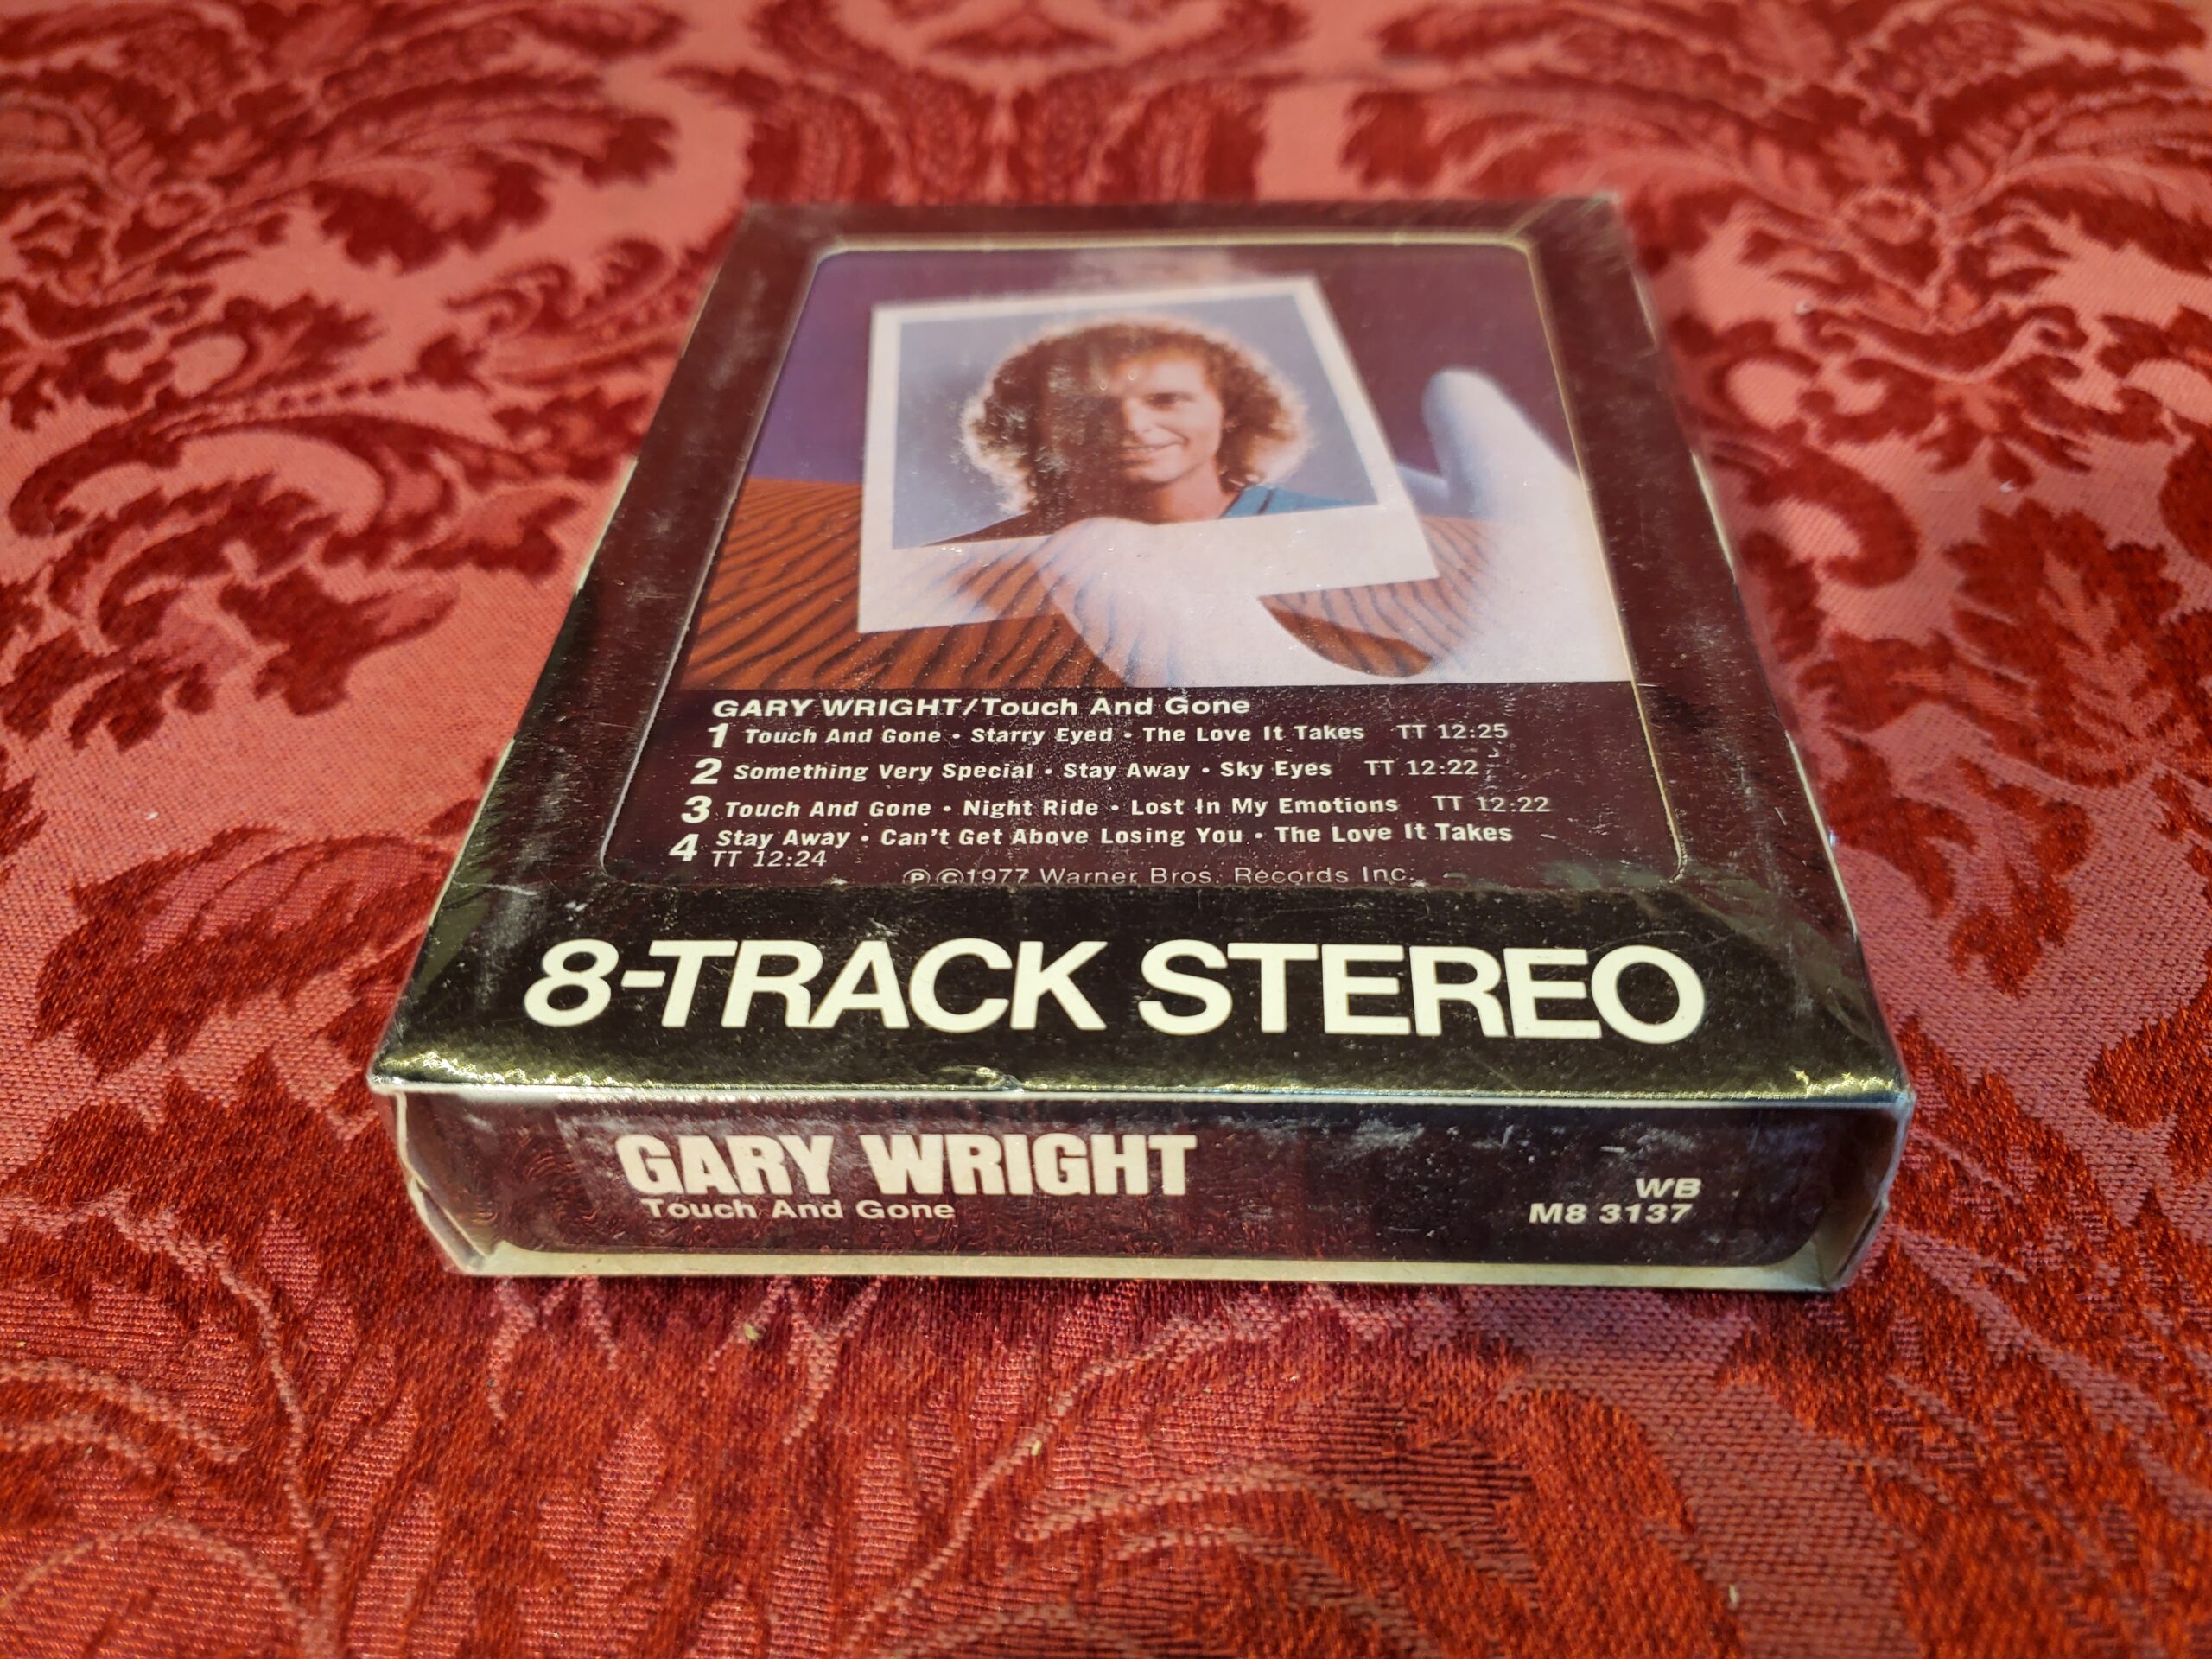 GARY WRIGHT/Touch And Gone
1 Touch And Gone • Starry Eyed • The Love It Takes TT 12:25
2 Something Very Special • Stay Away • Sky Eyes TT 12:22
3 Touch And Gone • Night Ride • Lost In My Emotions TT 12:22
4 Stay Away • Can't Get Above Losing You • The Love It Takes
TT 12:24
℗©1977 Warner Bros. Records Inc.
8-TRACK STEREO
GARY WRIGHT
Touch And Gone
WB
M8 3137